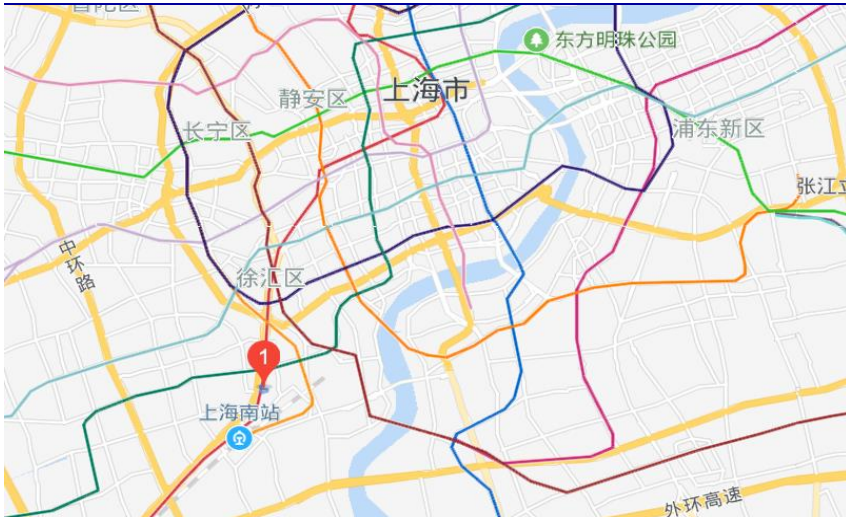 东方明珠公园
上海市
静安区
长宁区
浦东新区
张江
中环路
徐汇区
1
上海南站
外环高速